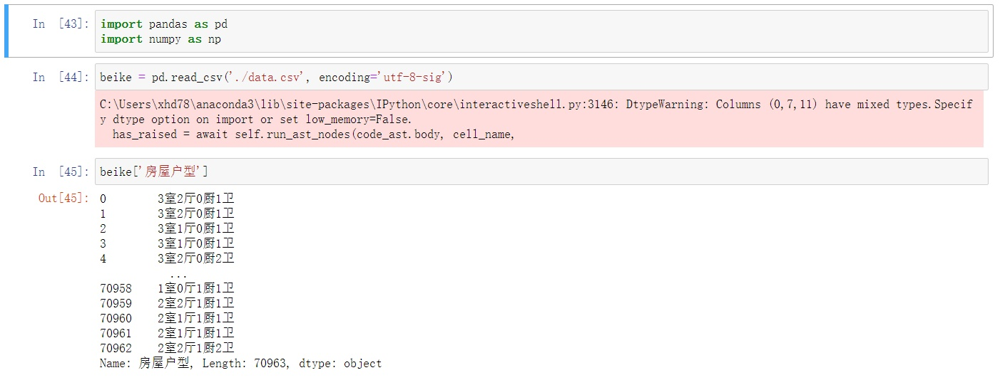 In [43]: import pandas as pd
import numpy as np
In [44]: beike = pd.read_csv('./data.csv', encoding='utf-8-sig')
C:\Users\xhd78\anaconda3\lib\site-packages\IPython\core\interactiveshell.py:3146: DtypeWarning: Columns (0,7,11) have mixed types.Specif
y dtype option on import or set low_memory=False.
has_raised = await self.run_ast_nodes(code_ast.body, cell_name,
In [45]: beike['房屋户型']
Out[45]: 0 3室2厅0厨1卫
1 3室2厅0厨1卫
2 3室1厅0厨1卫
3 3室1厅0厨1卫
4 3室2厅0厨2卫
...
70958 1室0厅1厨1卫
70959 2室2厅1厨1卫
70960 2室1厅1厨1卫
70961 2室1厅1厨1卫
70962 2室2厅1厨2卫
Name: 房屋户型, Length: 70963, dtype: object